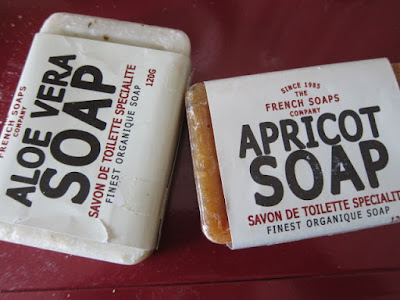 FRENCH SOAPS
COMPANY
ALOE VERA
SOAP
SAVON DE TOILETTE SPECIALITE
FINEST ORGANIQUE SOAP
120G
SINCE 1985
THE
FRENCH SOAPS
COMPANY
APRICOT
SOAP
SAVON DE TOILETTE SPECIALIT
FINEST ORGANIQUE SOAP